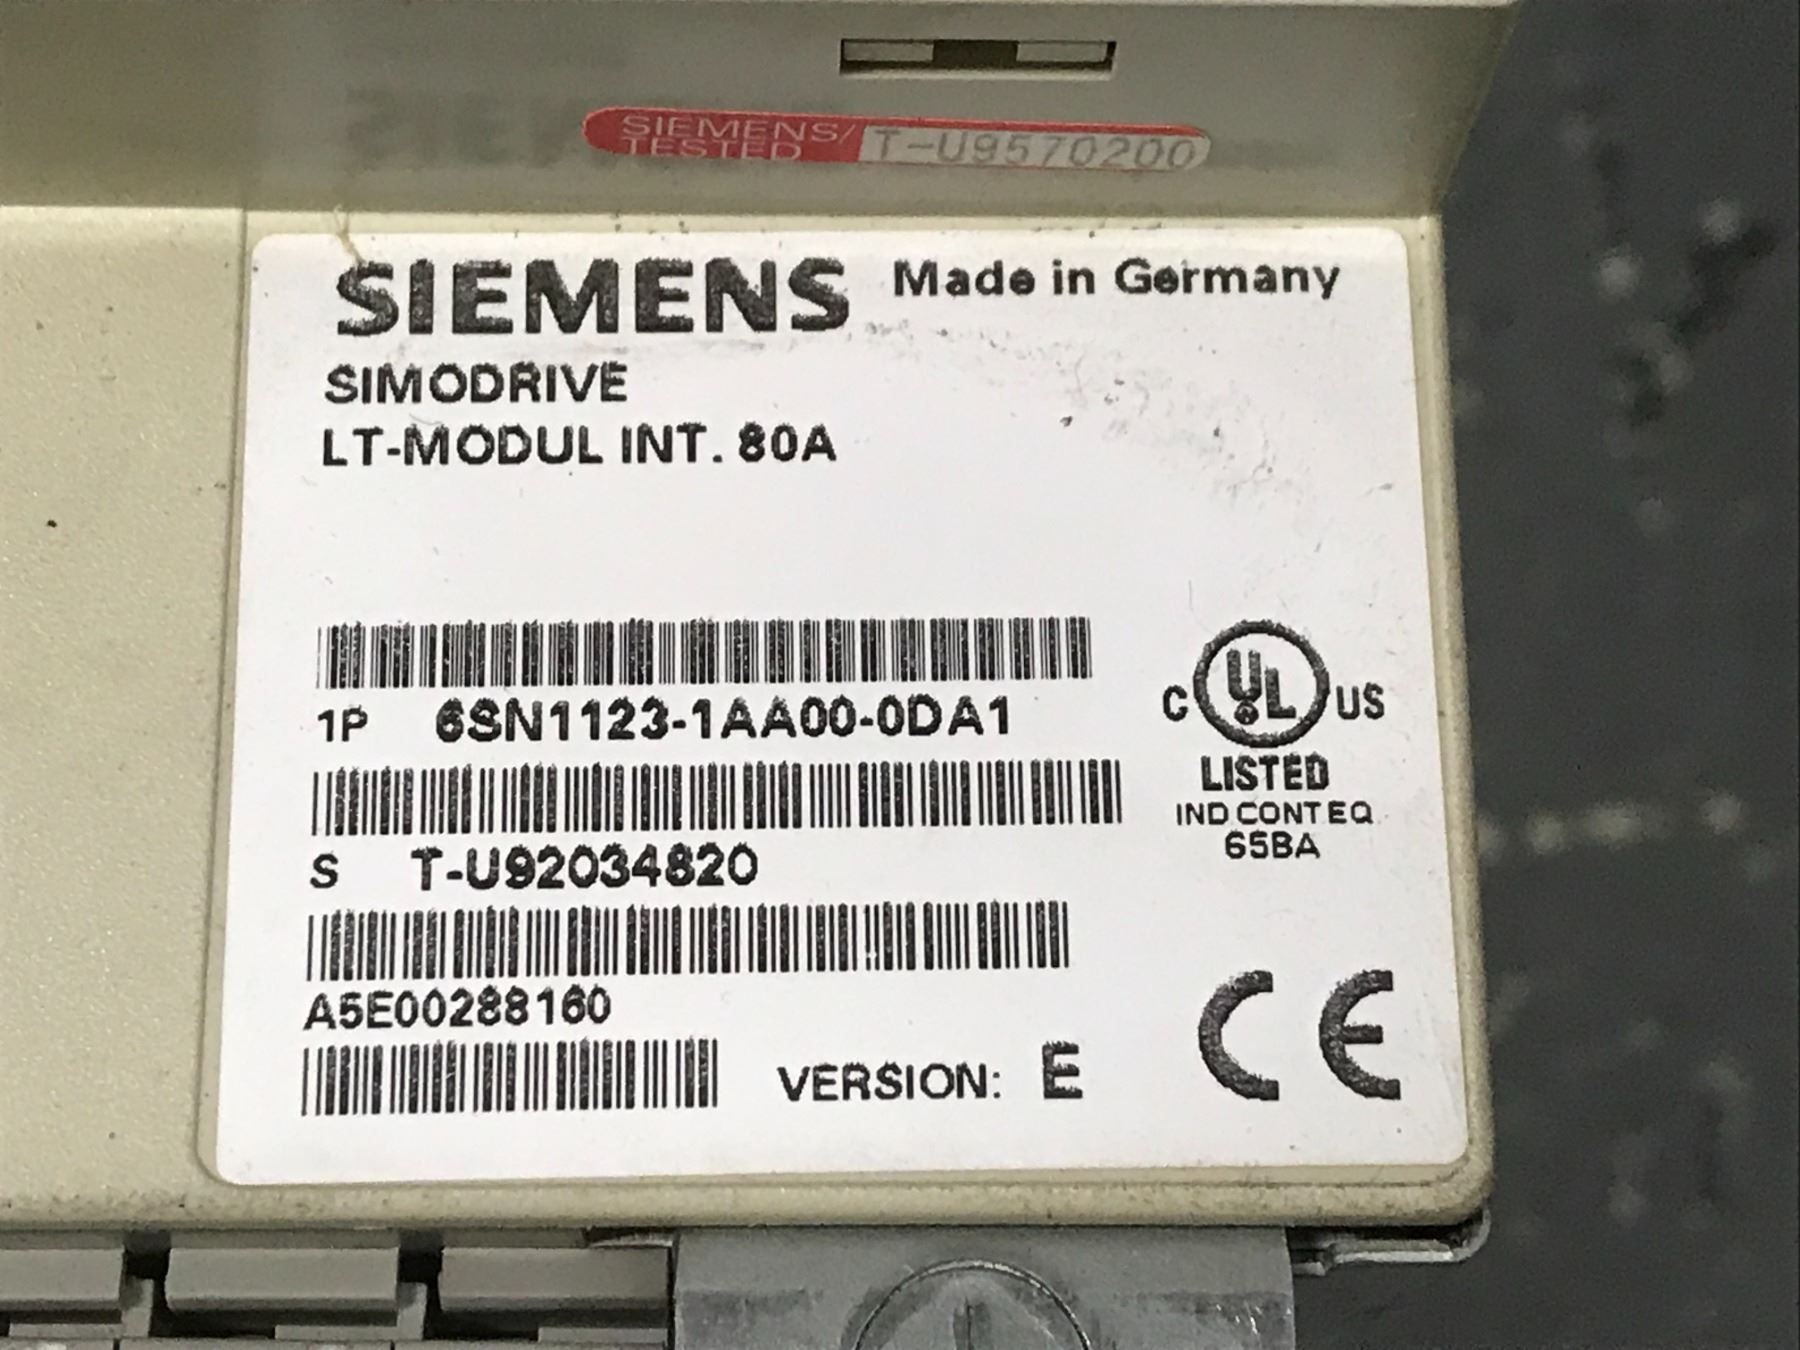 SIEMENS/ T-U9570200
TESTED
SIEMENS Made in Germany
SIMODRIVE
LT-MODUL INT. 80A
1P 6SN1123-1AA00-0DA1
C UL US
LISTED
IND CONT EQ
65BA
S T-U92034820
A5E00288160
VERSION: E
CE